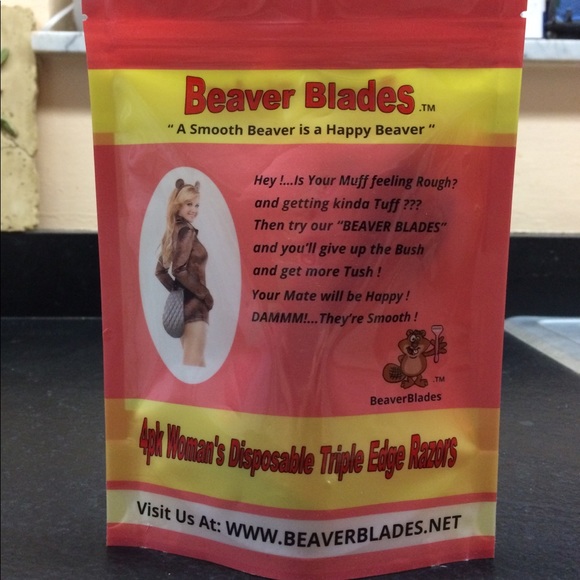 Beaver Blades ™
" A Smooth Beaver is a Happy Beaver "
Hey !...Is Your Muff feeling Rough?
and getting kinda Tuff ???
Then try our "BEAVER BLADES"
and you'll give up the Bush
and get more Tush !
Your Mate will be Happy !
DAMMM!...They're Smooth !
.TM
BeaverBlades
4pk Woman's Disposable Triple Edge Razors
Visit Us At: WWW.BEAVERBLADES.NET